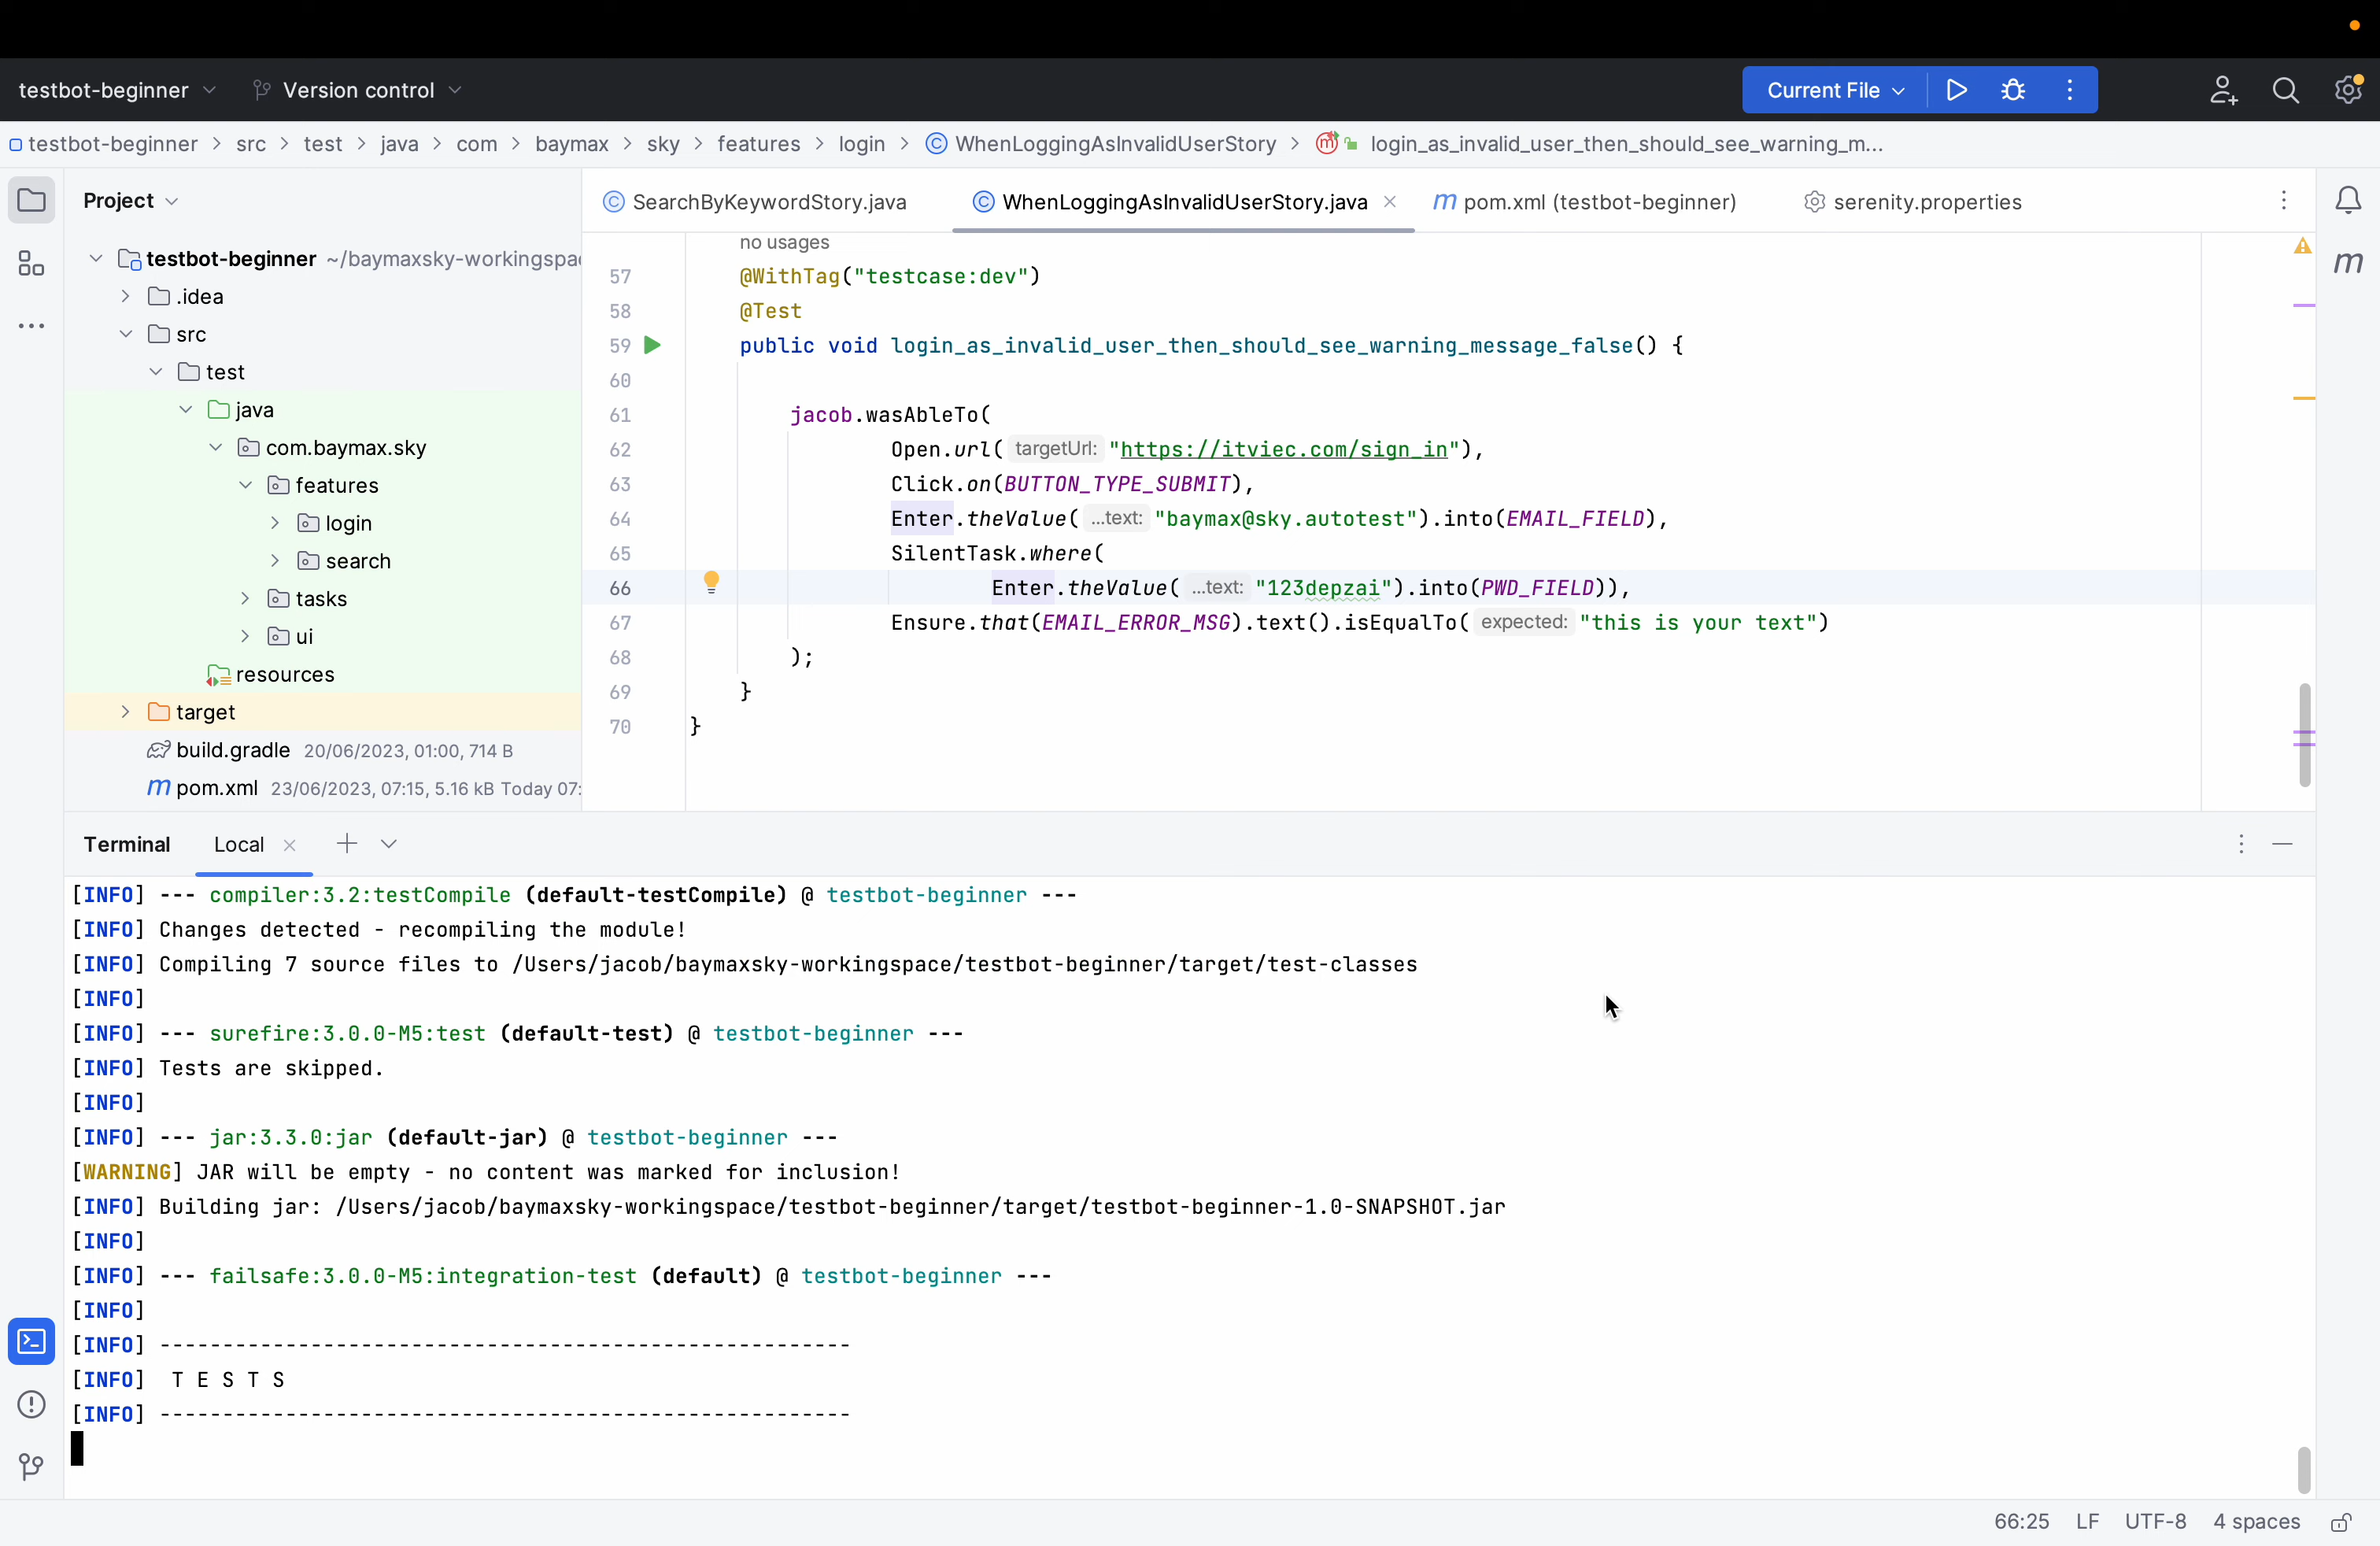 testbot-beginner Version control Current File
testbot-beginner > src > test > java > com > baymax > sky > features > login > WhenLoggingAsInvalidUserStory > login_as_invalid_user_then_should_see_warning_m...
Project
testbot-beginner ~/baymaxsky-workingspa
.idea
src
test
java
com.baymax.sky
features
login
search
tasks
ui
resources
target
build.gradle 20/06/2023, 01:00, 714 B
pom.xml 23/06/2023, 07:15, 5.16 kB Today 07:
SearchByKeywordStory.java WhenLoggingAsInvalidUserStory.java pom.xml (testbot-beginner) serenity.properties
no usages
57 @WithTag("testcase:dev")
58 @Test
59 public void login_as_invalid_user_then_should_see_warning_message_false() {
60
61 jacob.wasAbleTo(
62 Open.url( targetUrl: "https://itviec.com/sign_in"),
63 Click.on(BUTTON_TYPE_SUBMIT),
64 Enter.theValue( ...text: "baymax@sky.autotest").into(EMAIL_FIELD),
65 SilentTask.where(
66 Enter.theValue( ...text: "123depzai").into(PWD_FIELD)),
67 Ensure.that(EMAIL_ERROR_MSG).text().isEqualTo( expected: "this is your text")
68 );
69 }
70 }
Terminal Local
[INFO] --- compiler:3.2:testCompile (default-testCompile) @ testbot-beginner ---
[INFO] Changes detected - recompiling the module!
[INFO] Compiling 7 source files to /Users/jacob/baymaxsky-workingspace/testbot-beginner/target/test-classes
[INFO]
[INFO] --- surefire:3.0.0-M5:test (default-test) @ testbot-beginner ---
[INFO] Tests are skipped.
[INFO]
[INFO] --- jar:3.3.0:jar (default-jar) @ testbot-beginner ---
[WARNING] JAR will be empty - no content was marked for inclusion!
[INFO] Building jar: /Users/jacob/baymaxsky-workingspace/testbot-beginner/target/testbot-beginner-1.0-SNAPSHOT.jar
[INFO]
[INFO] --- failsafe:3.0.0-M5:integration-test (default) @ testbot-beginner ---
[INFO]
[INFO] -------------------------------------------------------
[INFO]  T E S T S
[INFO] -------------------------------------------------------
66:25 LF UTF-8 4 spaces